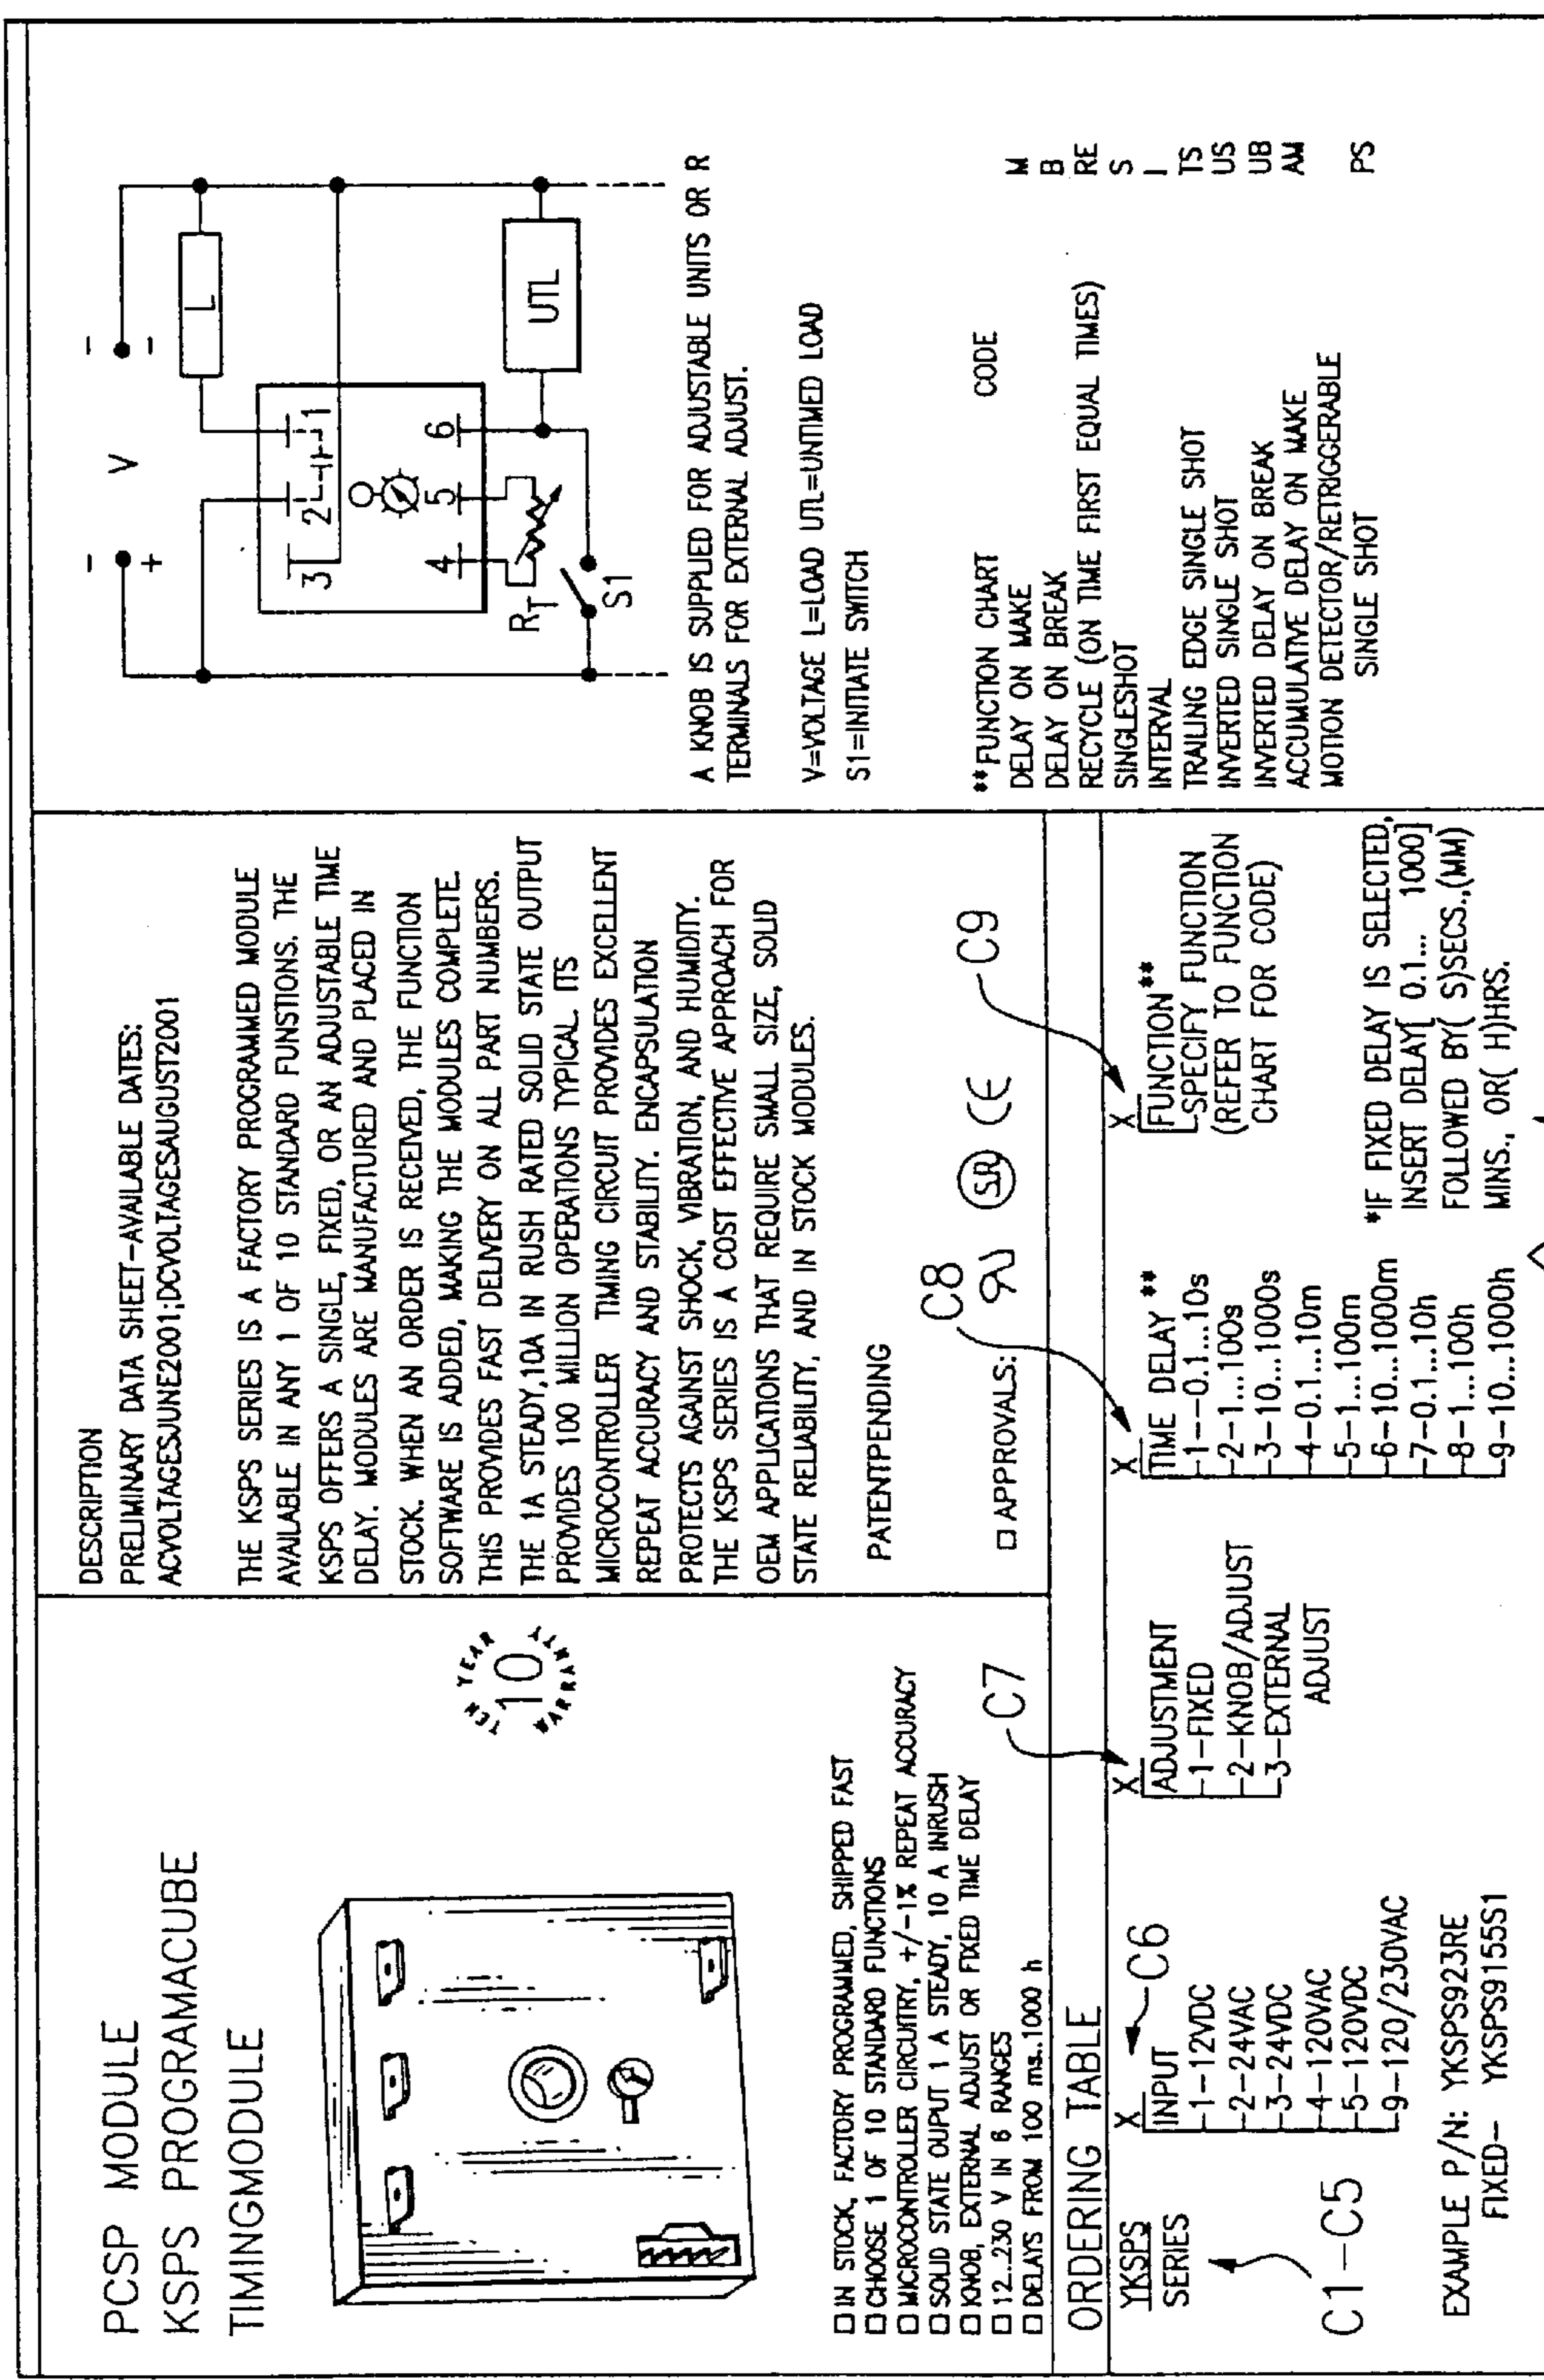 PCSP MODULE
KSPS PROGRAMACUBE
TIMINGMODULE
TEN YEAR
10
WARRANTY
☐ IN STOCK, FACTORY PROGRAMMED, SHIPPED FAST
☐ CHOOSE 1 OF 10 STANDARD FUNCTIONS
☐ MICROCONTROLLER CIRCUITRY, +/-1% REPEAT ACCURACY
☐ SOLID STATE OUPUT 1 A STEADY, 10 A INRUSH
☐ KNOB, EXTERNAL ADJUST OR FIXED TIME DELAY
☐ 12..230 V IN 6 RANGES
☐ DELAYS FROM 100 ms..1000 h
DESCRIPTION
PRELIMINARY DATA SHEET-AVAILABLE DATES:
ACVOLTAGESJUNE2001;DCVOLTAGESAUGUST2001
THE KSPS SERIES IS A FACTORY PROGRAMMED MODULE
AVAILABLE IN ANY 1 OF 10 STANDARD FUNSTIONS. THE
KSPS OFFERS A SINGLE, FIXED, OR AN ADJUSTABLE TIME
DELAY. MODULES ARE MANUFACTURED AND PLACED IN
STOCK. WHEN AN ORDER IS RECEIVED, THE FUNCTION
SOFTWARE IS ADDED, MAKING THE MODULES COMPLETE.
THIS PROVIDES FAST DELIVERY ON ALL PART NUMBERS.
THE 1A STEADY,10A IN RUSH RATED SOLID STATE OUTPUT
PROVIDES 100 MILLION OPERATIONS TYPICAL. ITS
MICROCONTROLLER TIMING CIRCUIT PROVIDES EXCELLENT
REPEAT ACCURACY AND STABILITY. ENCAPSULATION
PROTECTS AGAINST SHOCK, VIBRATION, AND HUMIDITY.
THE KSPS SERIES IS A COST EFFECTIVE APPROACH FOR
OEM APPLICATIONS THAT REQUIRE SMALL SIZE, SOLID
STATE RELIABILITY, AND IN STOCK MODULES.
PATENTPENDING
☐ APPROVALS: SR CE
C7
C8
C9
- V -
+ -
L
3 2 1
4 5 6
RT
UTL
S1
A KNOB IS SUPPLIED FOR ADJUSTABLE UNITS OR R
TERMINALS FOR EXTERNAL ADJUST.
V=VOLTAGE L=LOAD UTL=UNTIMED LOAD
S1=INITIATE SWITCH
**FUNCTION CHART CODE
DELAY ON MAKE M
DELAY ON BREAK B
RECYCLE (ON TIME FIRST EQUAL TIMES) RE
SINGLESHOT S
INTERVAL I
TRAILING EDGE SINGLE SHOT TS
INVERTED SINGLE SHOT US
INVERTED DELAY ON BREAK UB
ACCUMULATIVE DELAY ON MAKE AM
MOTION DETECTOR/RETRIGGERABLE
SINGLE SHOT PS
ORDERING TABLE
YKSPS
SERIES
C1-C5
X
INPUT
C6
1-12VDC
2-24VAC
3-24VDC
4-120VAC
5-120VDC
9-120/230VAC
X
ADJUSTMENT
1-FIXED
2-KNOB/ADJUST
3-EXTERNAL
ADJUST
X
TIME DELAY**
1--0.1...10s
2-1...100s
3-10...1000s
4-0.1...10m
5-1...100m
6-10...1000m
7-0.1...10h
8-1...100h
9-10...1000h
X
FUNCTION**
SPECIFY FUNCTION
(REFER TO FUNCTION
CHART FOR CODE)
*IF FIXED DELAY IS SELECTED,
INSERT DELAY[ 0.1... 1000]
FOLLOWED BY( S)SECS.,(MM)
MINS., OR( H)HRS.
EXAMPLE P/N: YKSPS923RE
FIXED- YKSPS9155S1